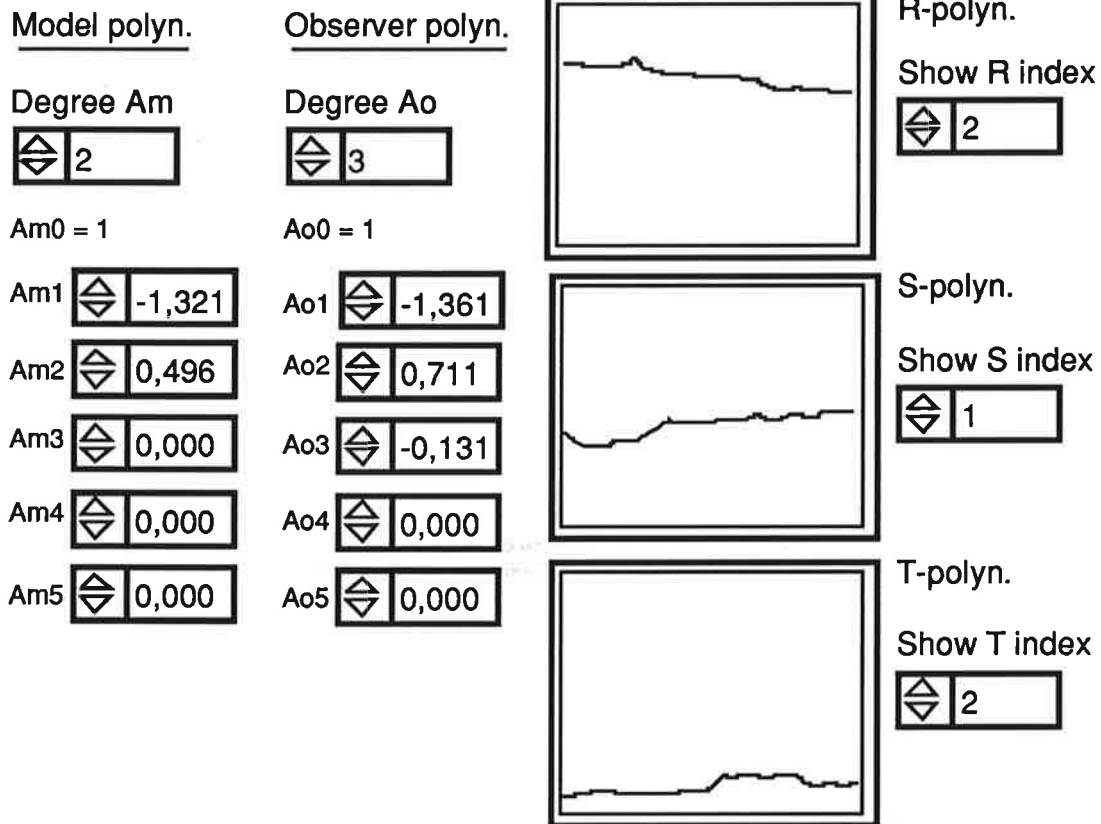 Model polyn.
Degree Am
2
Am0 = 1
Am1 -1,321
Am2 0,496
Am3 0,000
Am4 0,000
Am5 0,000
Observer polyn.
Degree Ao
3
Ao0 = 1
Ao1 -1,361
Ao2 0,711
Ao3 -0,131
Ao4 0,000
Ao5 0,000
R-polyn.
Show R index
2
S-polyn.
Show S index
1
T-polyn.
Show T index
2